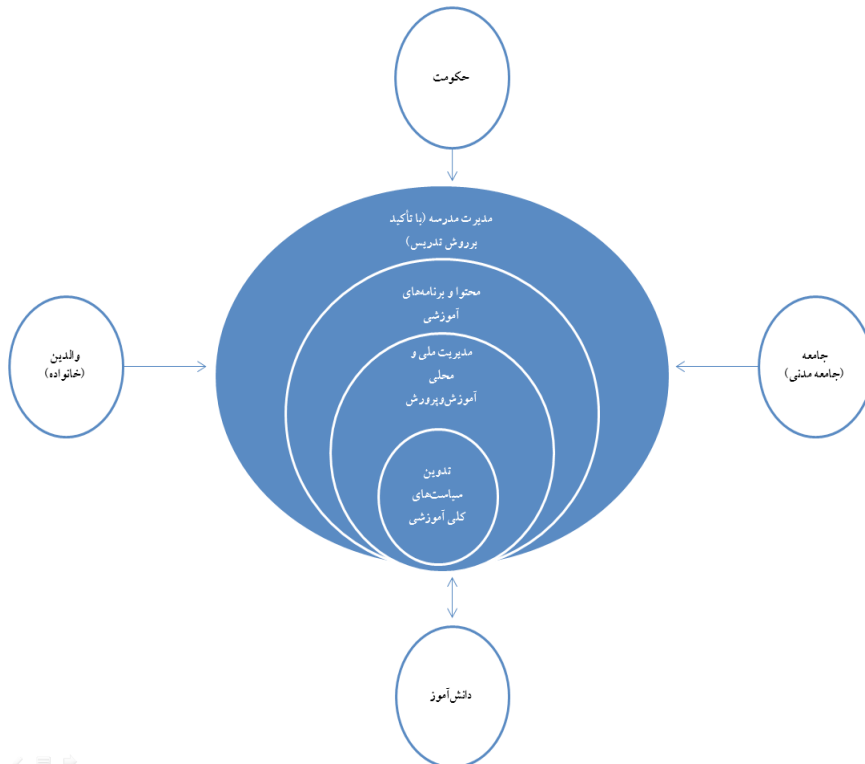 حکومت
مدیرت مدرسه (با تأکید
برروش تدریس)
محتوا و برنامه‌های
آموزشی
مدیریت ملی و
محلی
آموزش‌وپرورش
تدوین
سیاست‌های
کلی آموزشی
جامعه
(جامعه مدنی)
والدین
(خانواده)
دانش‌آموز